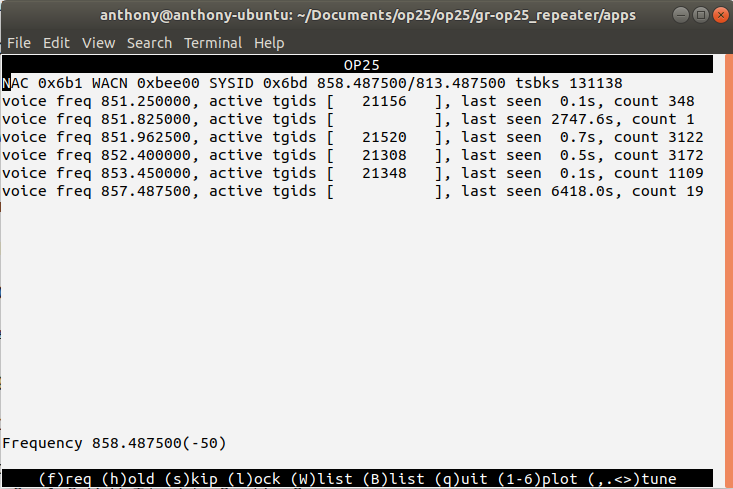 anthony@anthony-ubuntu: ~/Documents/op25/op25/gr-op25_repeater/apps
File Edit View Search Terminal Help
OP25
NAC 0x6b1 WACN 0xbee00 SYSID 0x6bd 858.487500/813.487500 tsbks 131138
voice freq 851.250000, active tgids [   21156   ], last seen  0.1s, count 348
voice freq 851.825000, active tgids [           ], last seen 2747.6s, count 1
voice freq 851.962500, active tgids [   21520   ], last seen  0.7s, count 3122
voice freq 852.400000, active tgids [   21308   ], last seen  0.5s, count 3172
voice freq 853.450000, active tgids [   21348   ], last seen  0.1s, count 1109
voice freq 857.487500, active tgids [           ], last seen 6418.0s, count 19
Frequency 858.487500(-50)
(f)req (h)old (s)kip (l)ock (W)list (B)list (q)uit (1-6)plot (,.<>)tune